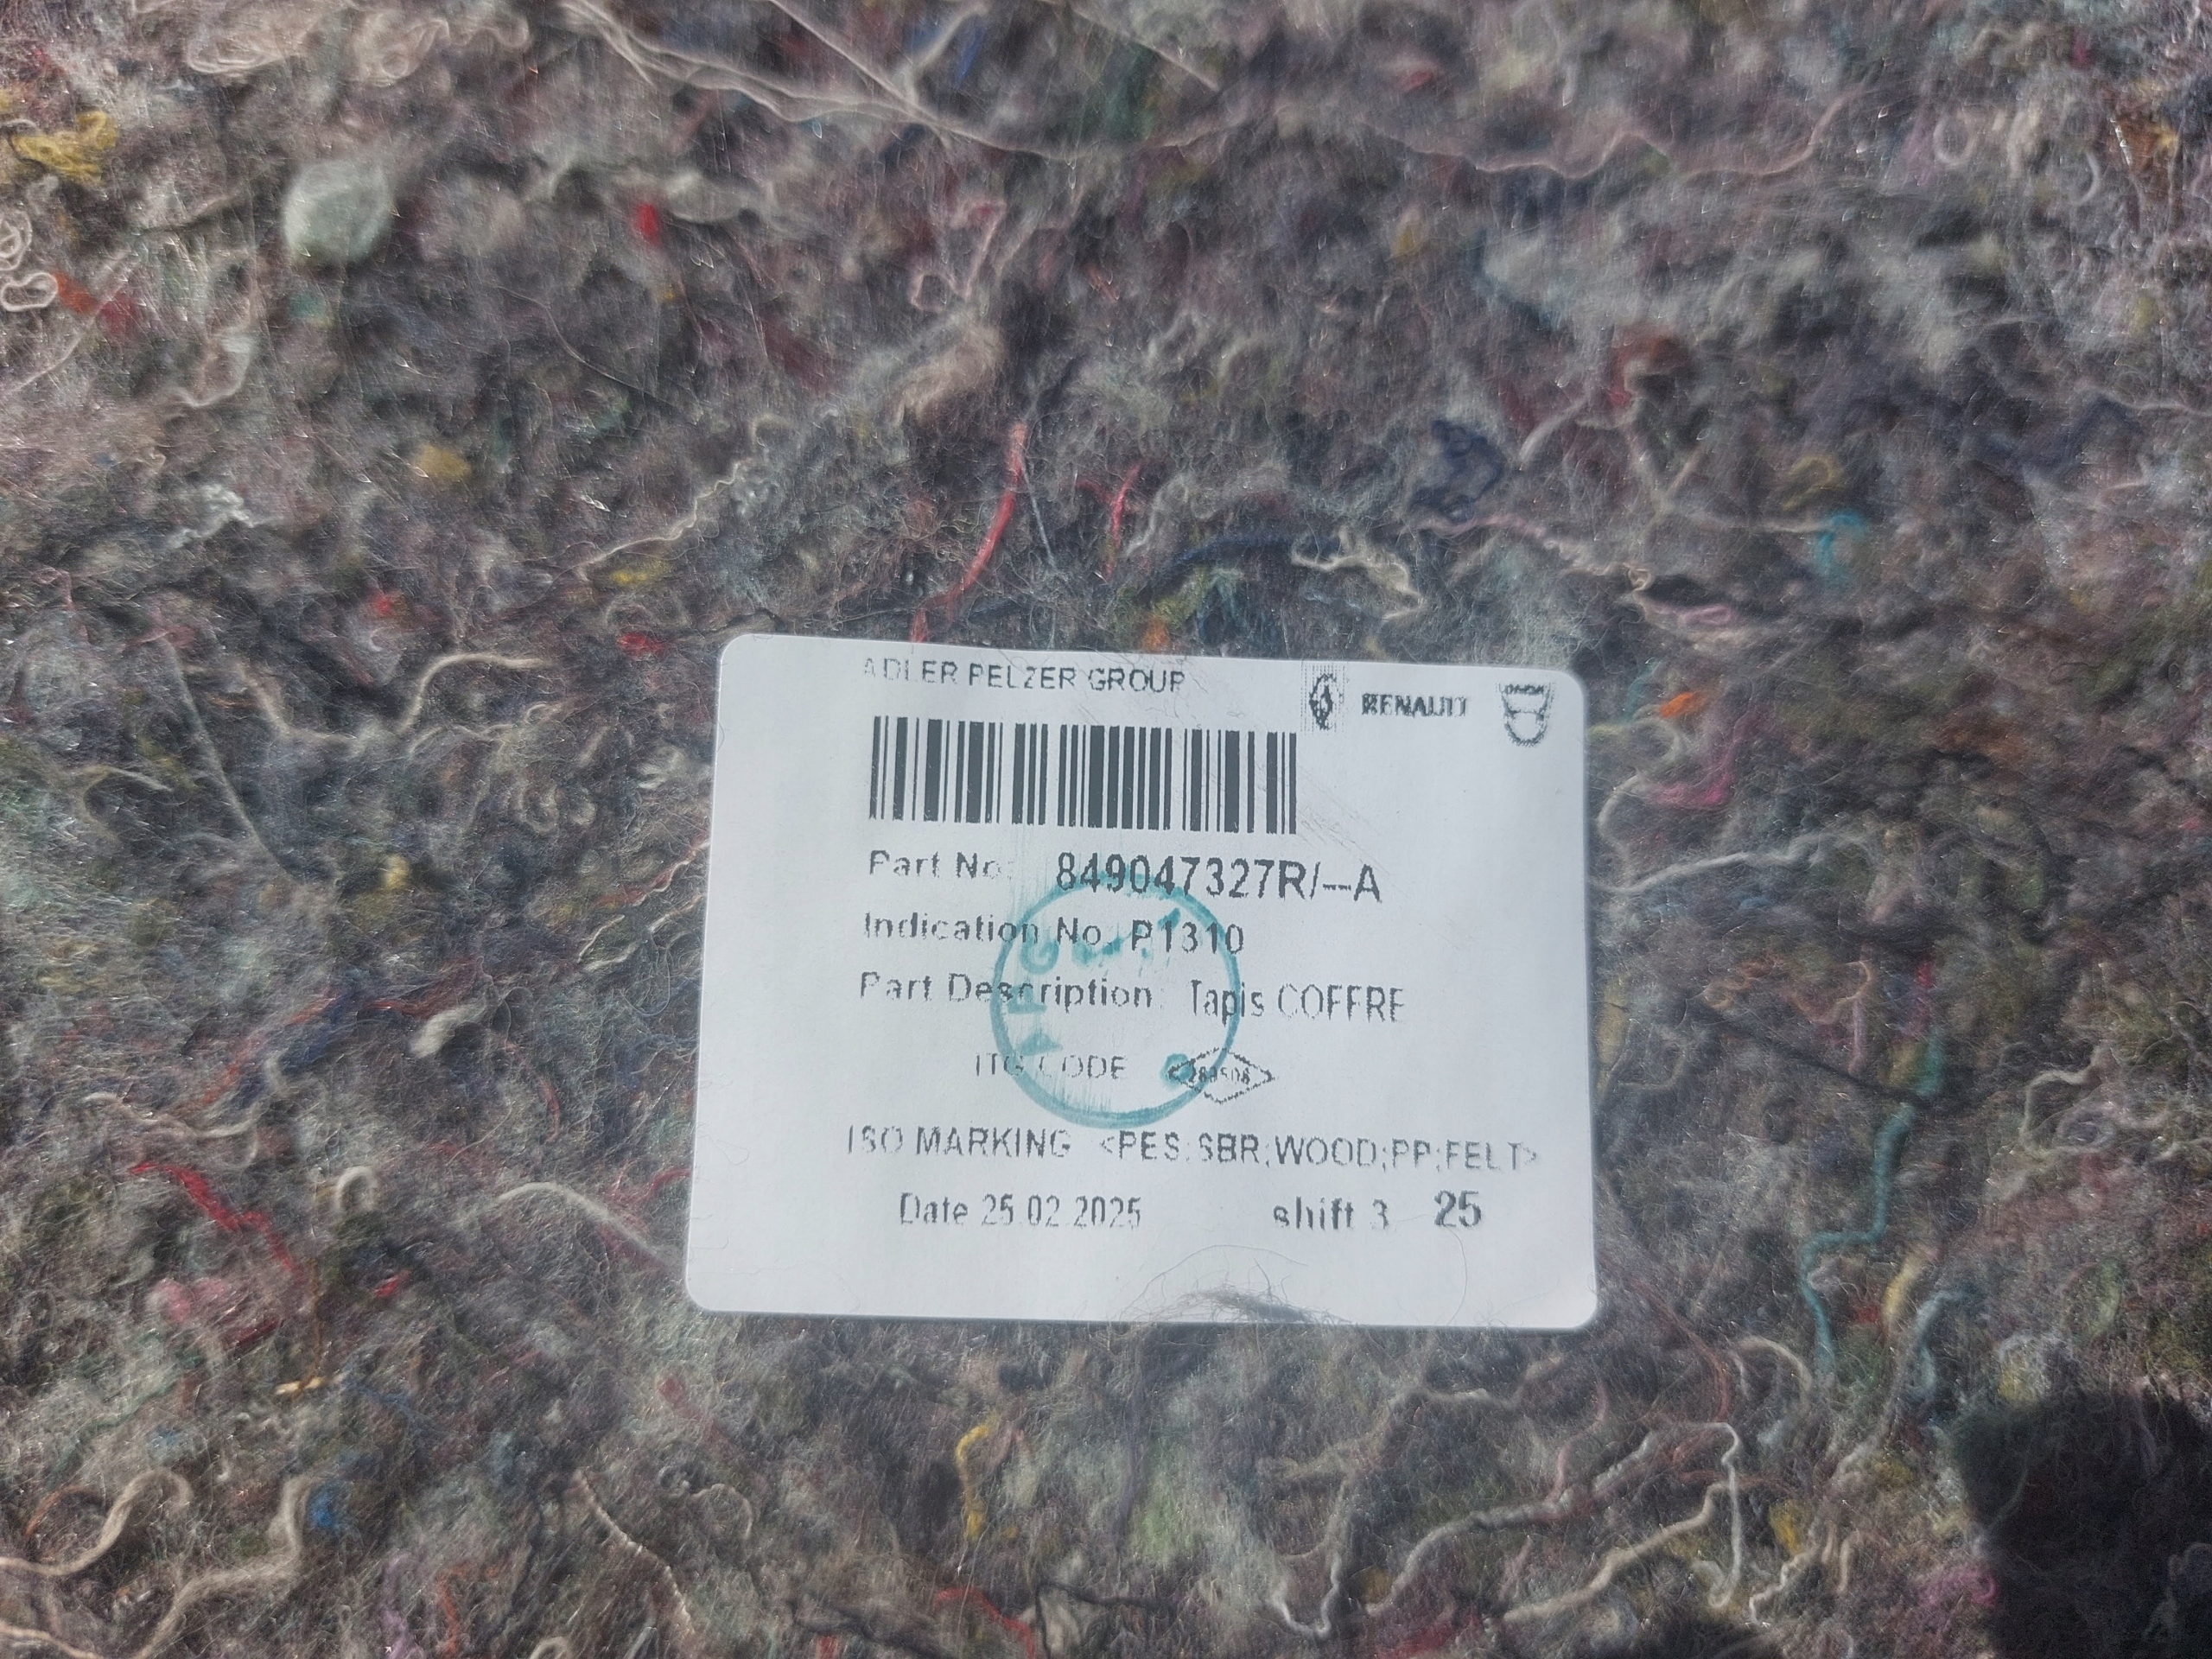 ADLER PELZER GROUP
RENAULT
Part No: 849047327R/--A
Indication No. P1310
Part Description: Tapis COFFRE
ITG CODE
ISO MARKING <PES;SBR;WOOD;PP;FELT>
Date 25.02.2025 shift 3 25
APG